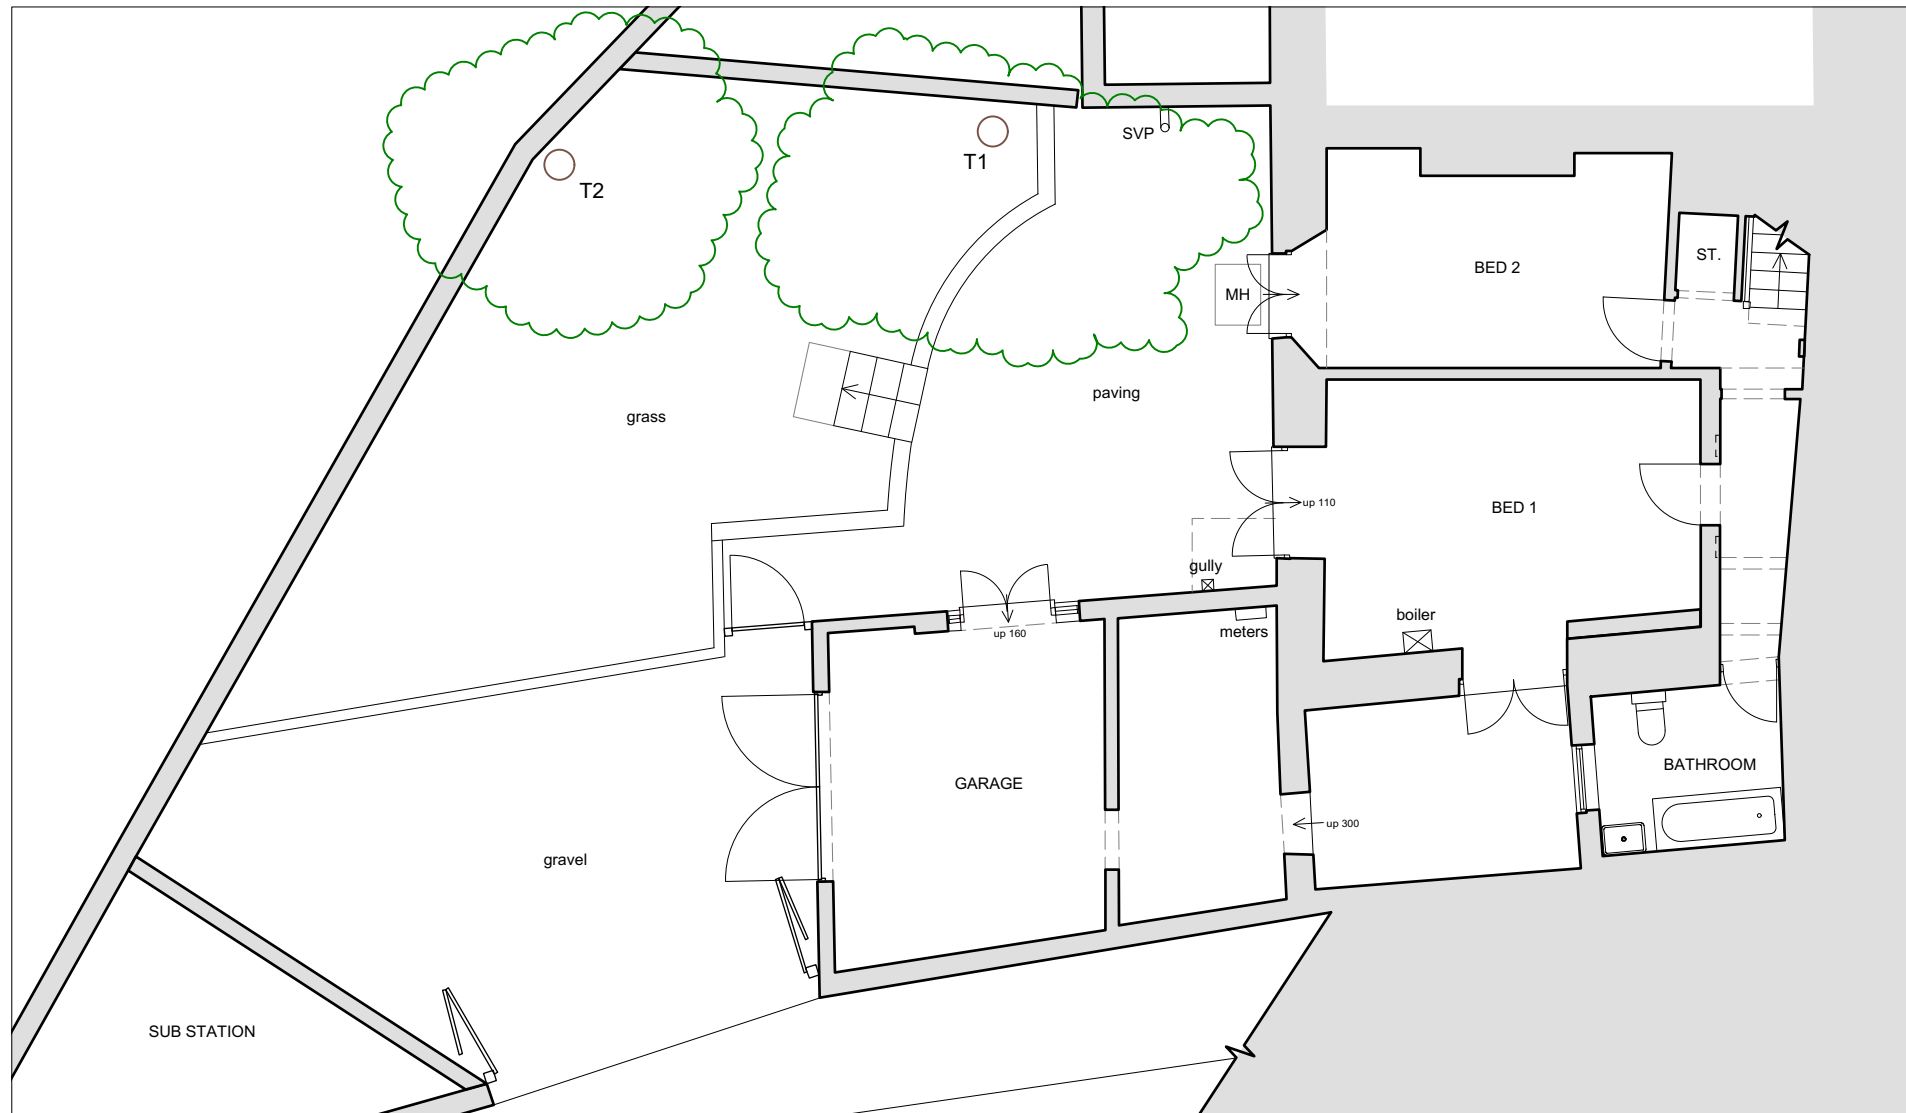 SVP
T1
T2
ST.
BED 2
MH
paving
grass
up 110
BED 1
gully
boiler
meters
up 160
BATHROOM
GARAGE
up 300
gravel
SUB STATION